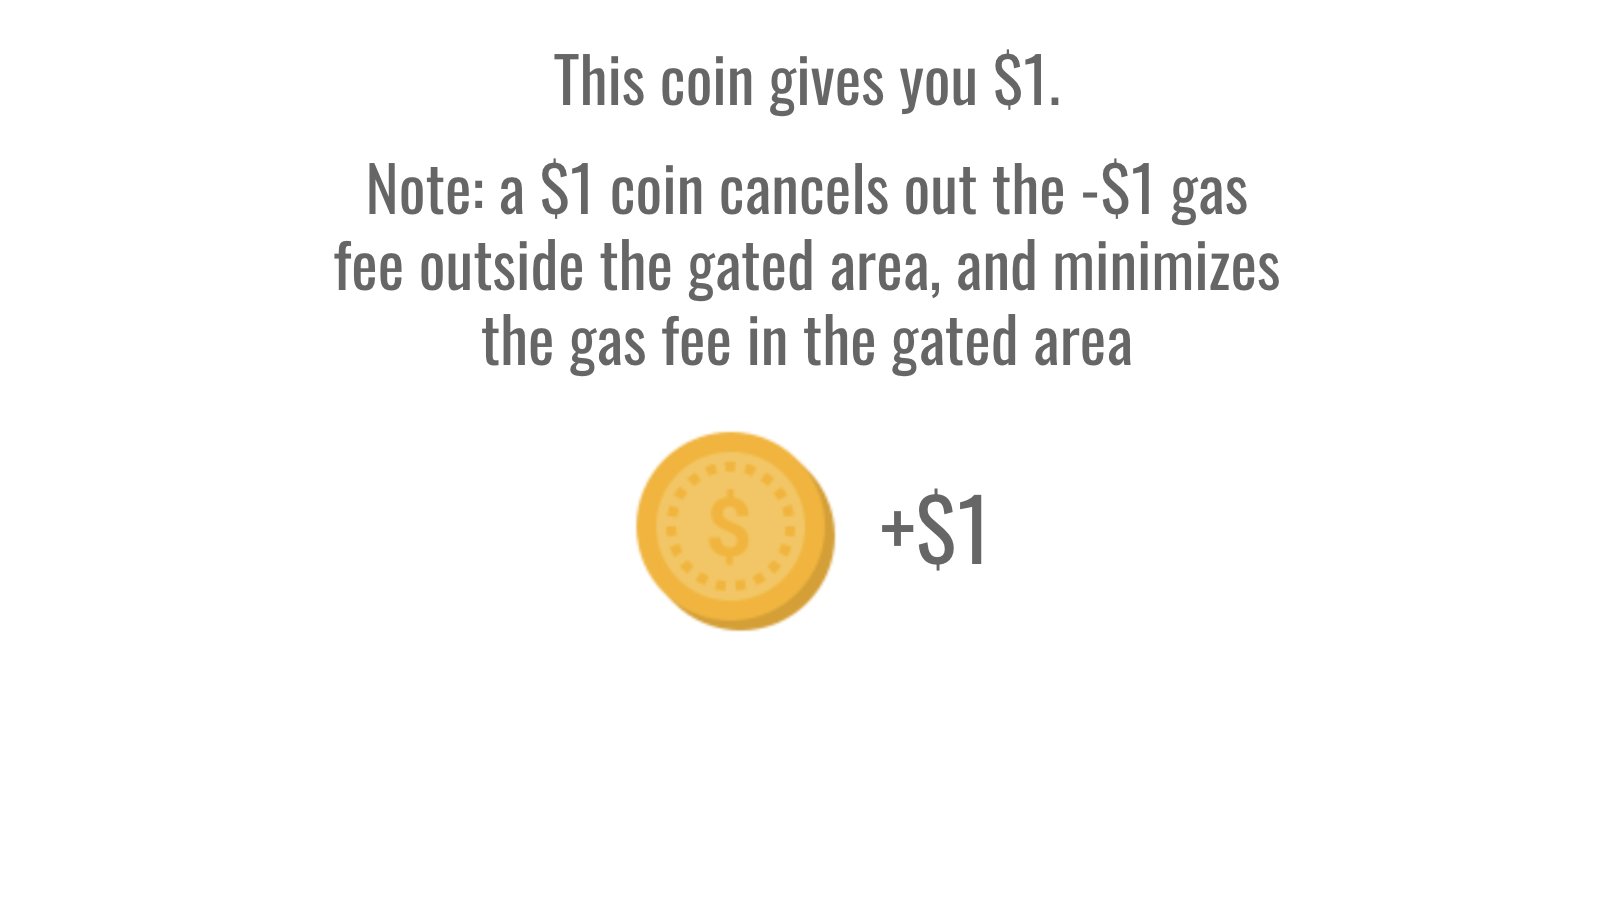 This coin gives you $1.
Note: a $1 coin cancels out the -$1 gas
fee outside the gated area, and minimizes
the gas fee in the gated area
$
+$1